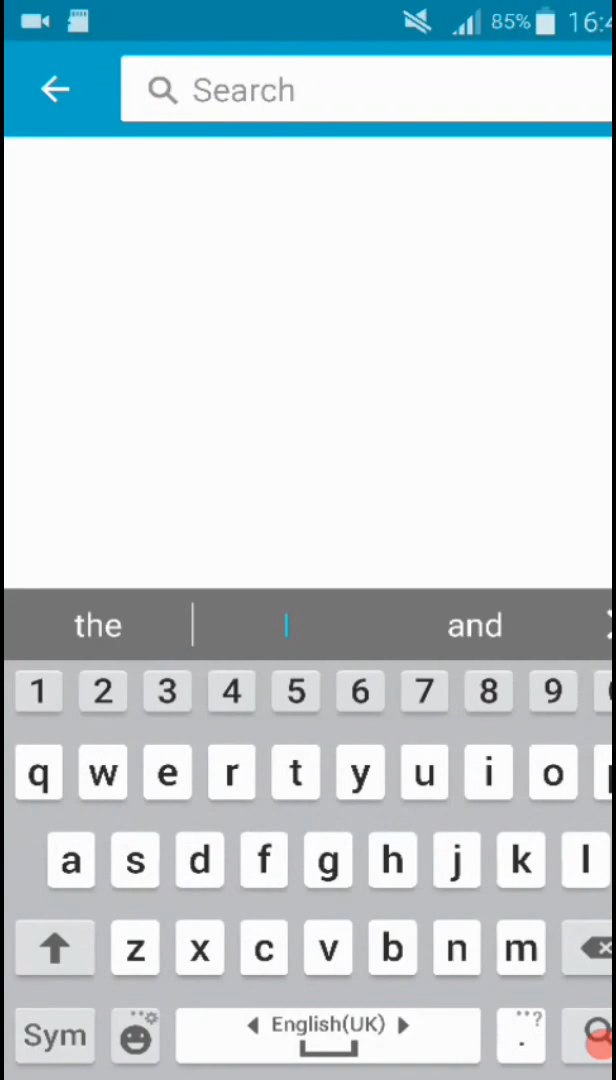 85% 16:4
Search
the I and
1 2 3 4 5 6 7 8 9
q w e r t y u i o
a s d f g h j k l
z x c v b n m
Sym English(UK) . ?